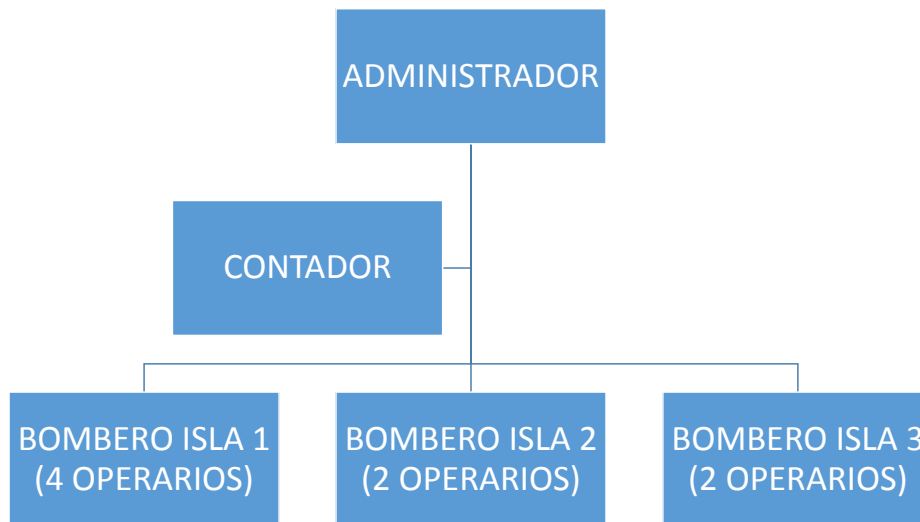 ADMINISTRADOR
CONTADOR
BOMBERO ISLA 1
(4 OPERARIOS)
BOMBERO ISLA 2
(2 OPERARIOS)
BOMBERO ISLA 3
(2 OPERARIOS)